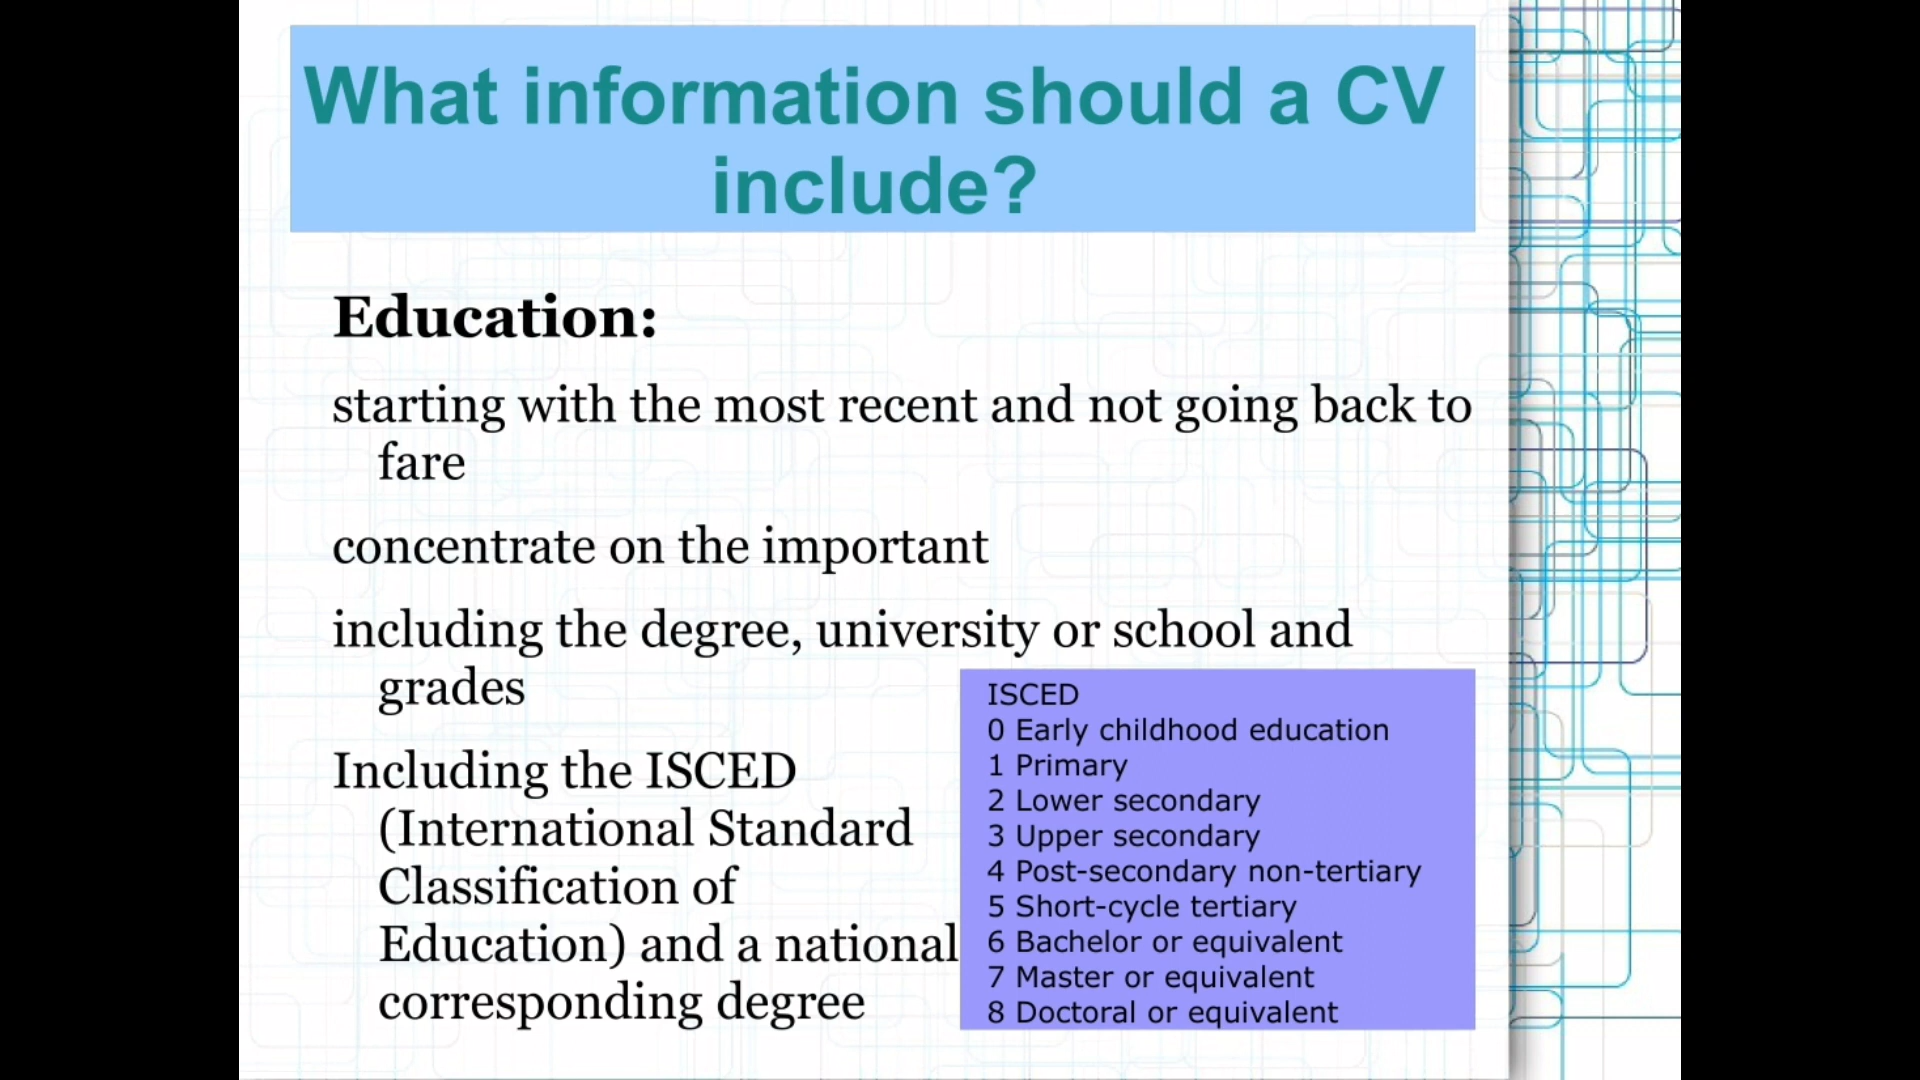 What information should a CV
include?
Education:
starting with the most recent and not going back to
fare
concentrate on the important
including the degree, university or school and
grades
Including the ISCED
(International Standard
Classification of
Education) and a national
corresponding degree
ISCED
0 Early childhood education
1 Primary
2 Lower secondary
3 Upper secondary
4 Post-secondary non-tertiary
5 Short-cycle tertiary
6 Bachelor or equivalent
7 Master or equivalent
8 Doctoral or equivalent